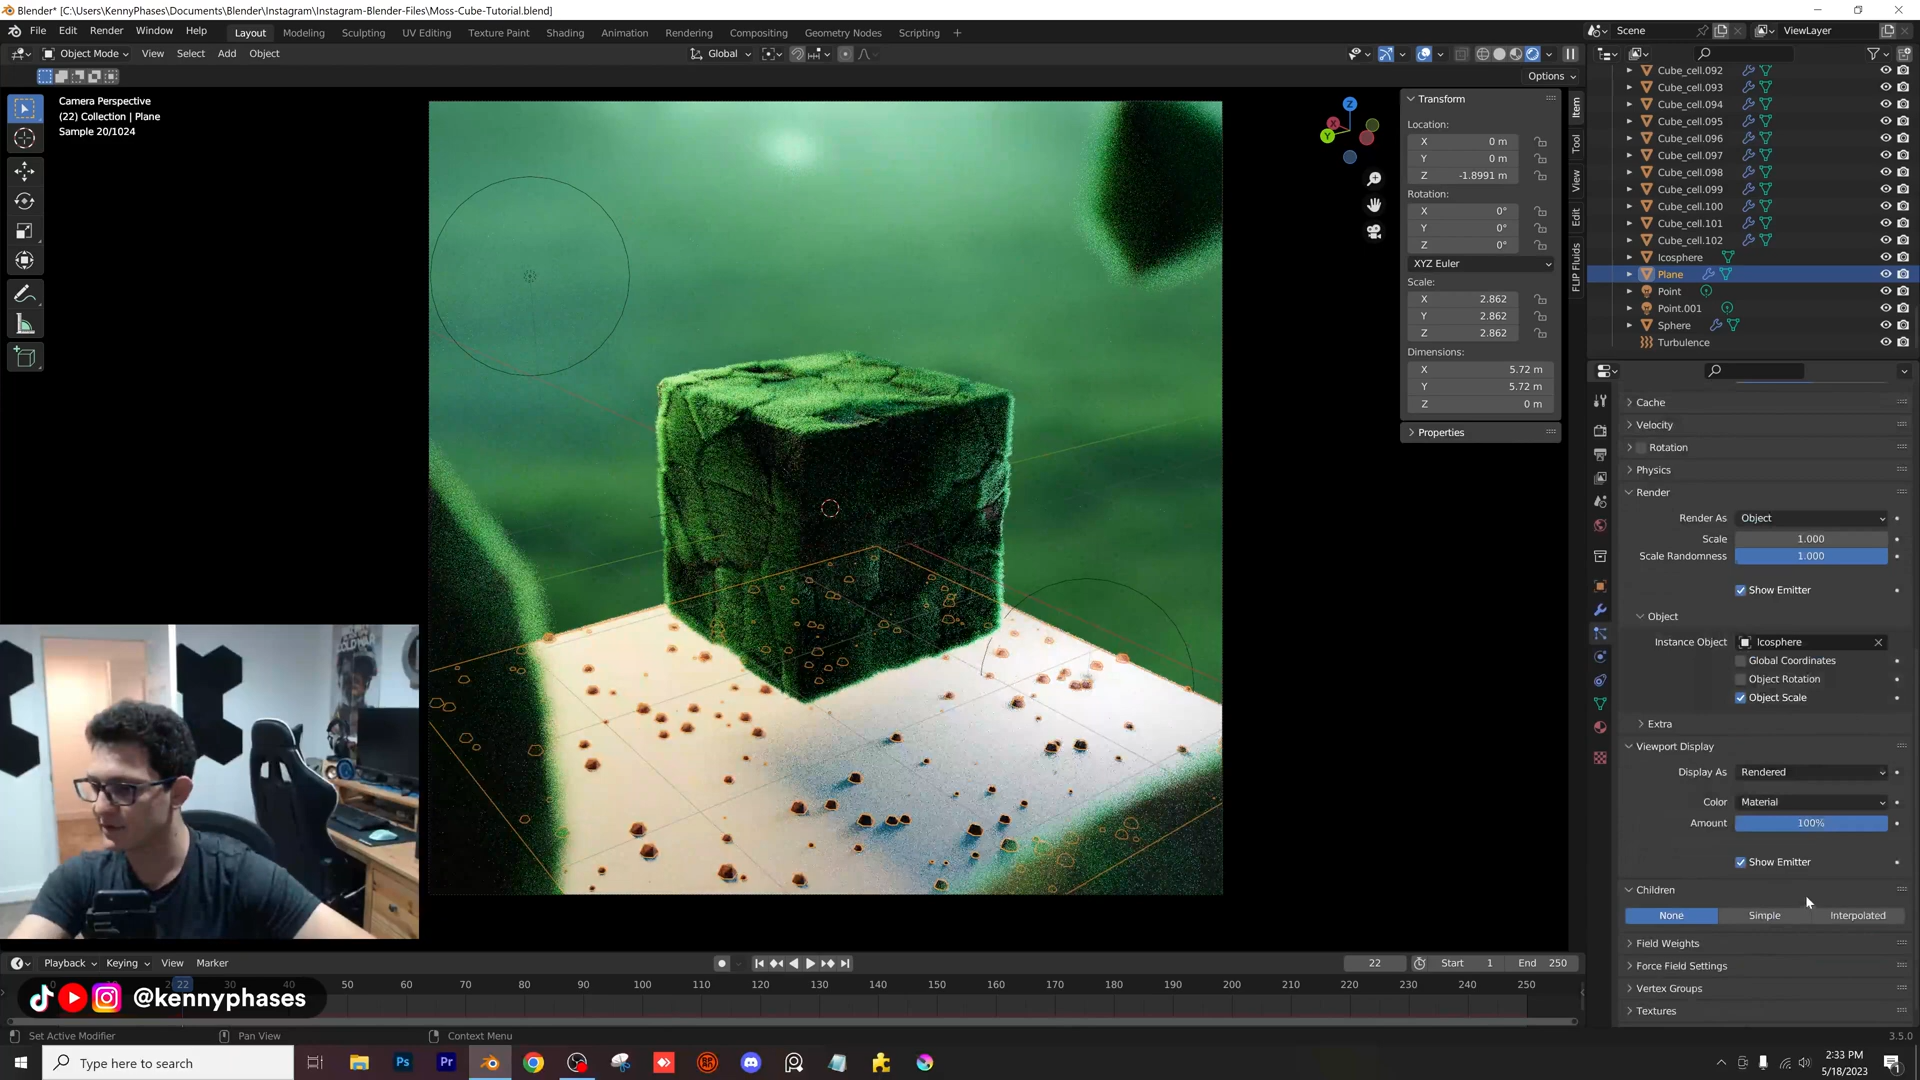 Blender* [C:\Users\KennyPhases\Documents\Blender\Instagram\Instagram-Blender-Files\Moss-Cube-Tutorial.blend]
File Edit Render Window Help Layout Modeling Sculpting UV Editing Texture Paint Shading Animation Rendering Compositing Geometry Nodes Scripting + Scene ViewLayer
Object Mode View Select Add Object Global
Options
Camera Perspective
(22) Collection | Plane
Sample 20/1024
Z
X
Y
Transform
Location:
X 0 m
Y 0 m
Z -1.8991 m
Rotation:
X 0°
Y 0°
Z 0°
XYZ Euler
Scale:
X 2.862
Y 2.862
Z 2.862
Dimensions:
X 5.72 m
Y 5.72 m
Z 0 m
Properties
Item
Tool
View
Edit
FLIP Fluids
Cube_cell.092
Cube_cell.093
Cube_cell.094
Cube_cell.095
Cube_cell.096
Cube_cell.097
Cube_cell.098
Cube_cell.099
Cube_cell.100
Cube_cell.101
Cube_cell.102
Icosphere
Plane
Point
Point.001
Sphere
Turbulence
Cache
Velocity
Rotation
Physics
Render
Render As Object
Scale 1.000
Scale Randomness 1.000
Show Emitter
Object
Instance Object Icosphere
Global Coordinates
Object Rotation
Object Scale
Extra
Viewport Display
Display As Rendered
Color Material
Amount 100%
Show Emitter
Children
None Simple Interpolated
Field Weights
Force Field Settings
Vertex Groups
Textures
Playback Keying View Marker 22 Start 1 End 250
22 50 60 70 80 90 100 110 120 130 140 150 160 170 180 190 200 210 220 230 240 250
@kennyphases
Set Active Modifier Pan View Context Menu 3.5.0
Type here to search
Ps
Pr
2:33 PM
5/18/2023
1